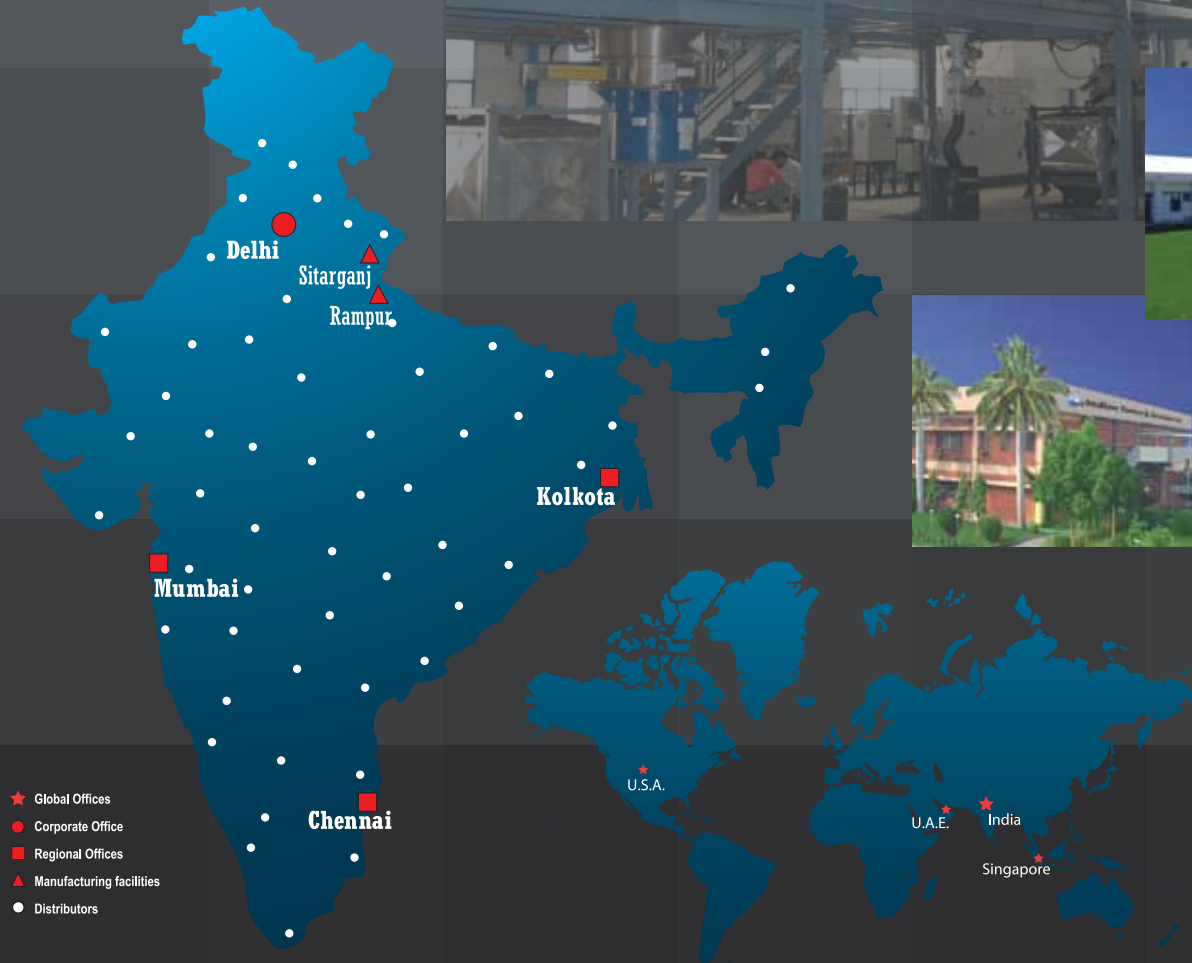 Delhi
Sitarganj
Rampur
Kolkota
Mumbai
Chennai
Global Offices
Corporate Office
Regional Offices
Manufacturing facilities
Distributors
U.S.A.
U.A.E.
India
Singapore